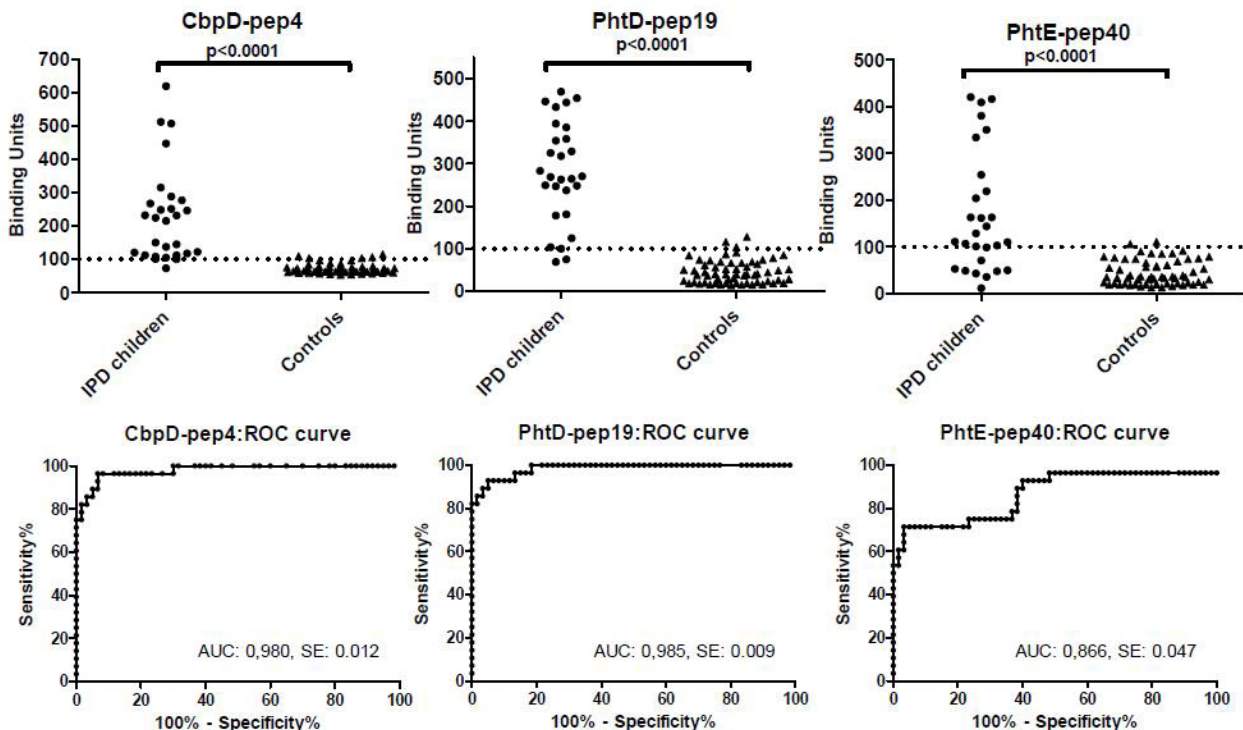 CbpD-pep4
p<0.0001
700
600
500
400
300
200
100
0
Binding Units
IPD children
Controls
PhtD-pep19
p<0.0001
500
400
300
200
100
0
Binding Units
IPD children
Controls
PhtE-pep40
p<0.0001
500
400
300
200
100
0
Binding Units
IPD children
Controls
CbpD-pep4:ROC curve
100
80
60
40
20
0
Sensitivity%
AUC: 0,980, SE: 0.012
0 20 40 60 80 100
100% - Specificity%
PhtD-pep19:ROC curve
100
80
60
40
20
0
Sensitivity%
AUC: 0,985, SE: 0.009
0 20 40 60 80 100
100% - Specificity%
PhtE-pep40:ROC curve
100
80
60
40
20
0
Sensitivity%
AUC: 0,866, SE: 0.047
0 20 40 60 80 100
100% - Specificity%